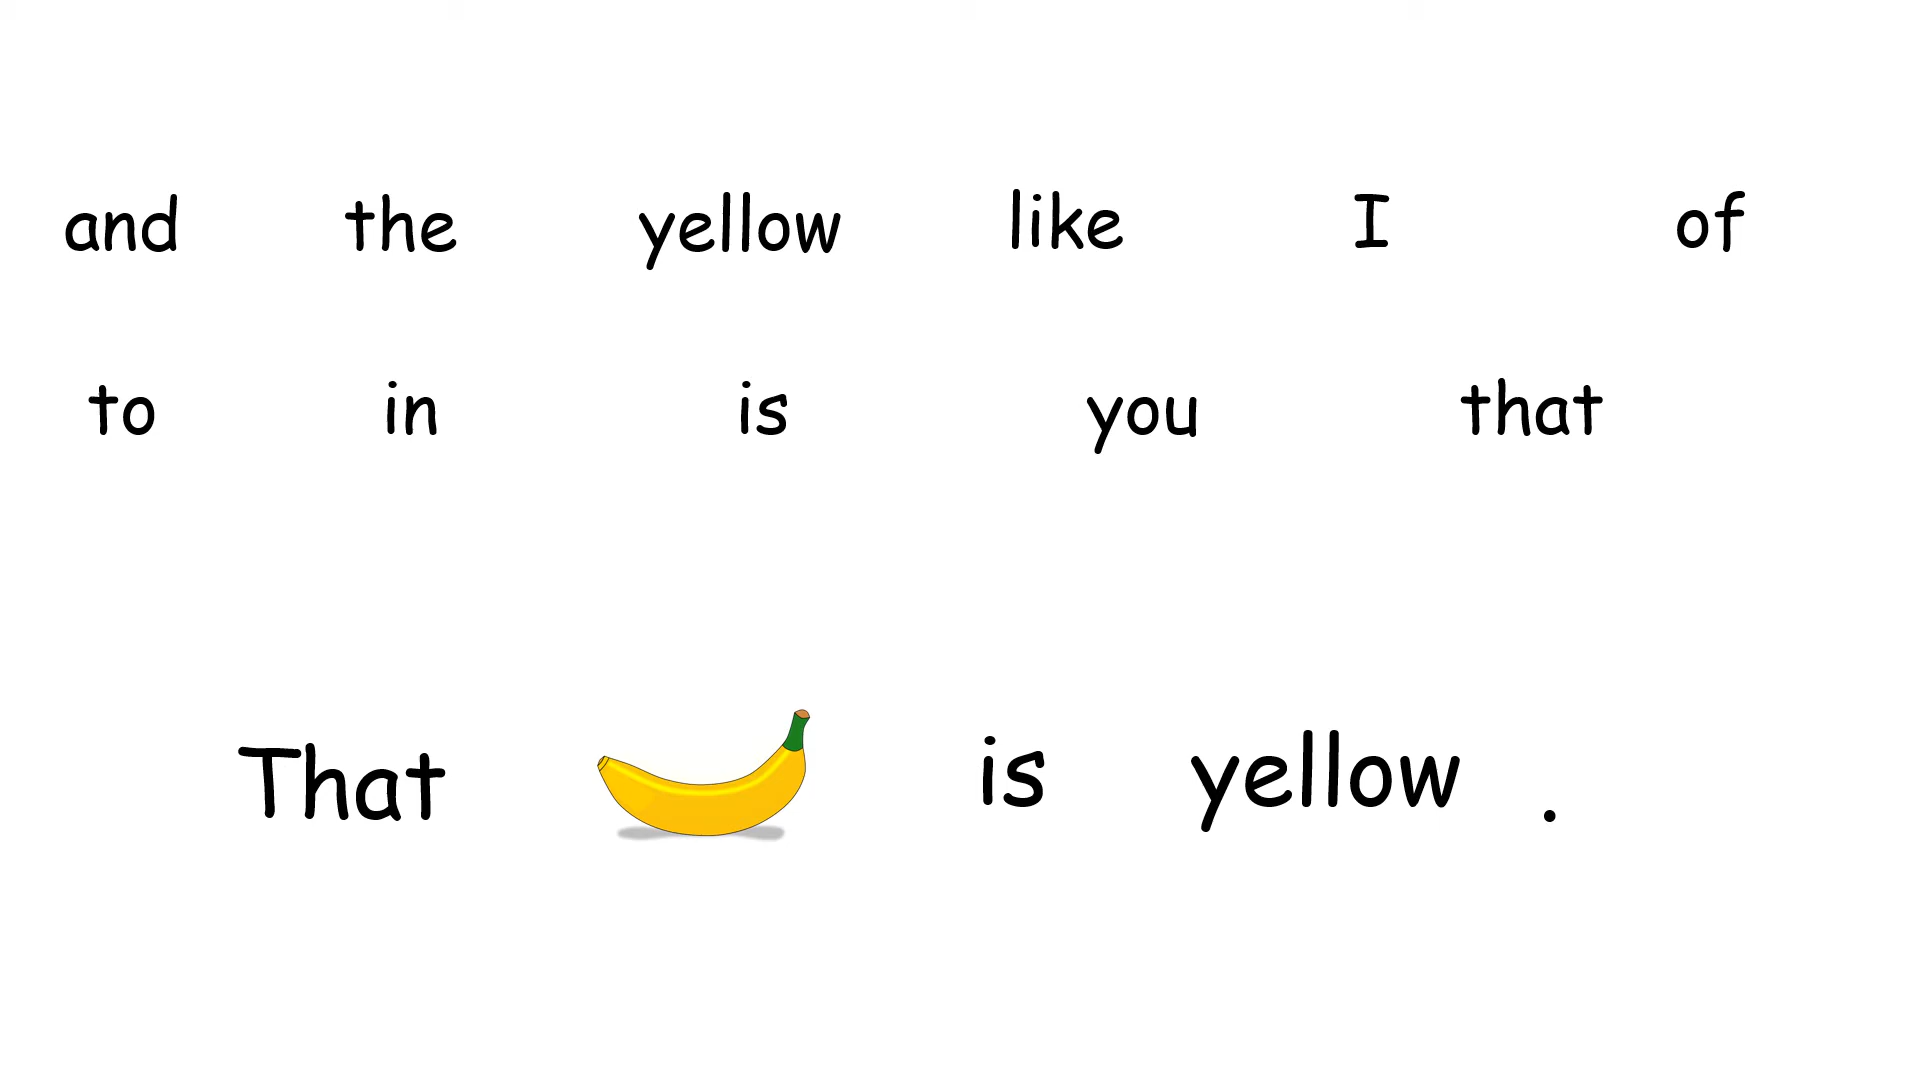 and the yellow like I of
to in is you that
That is yellow .